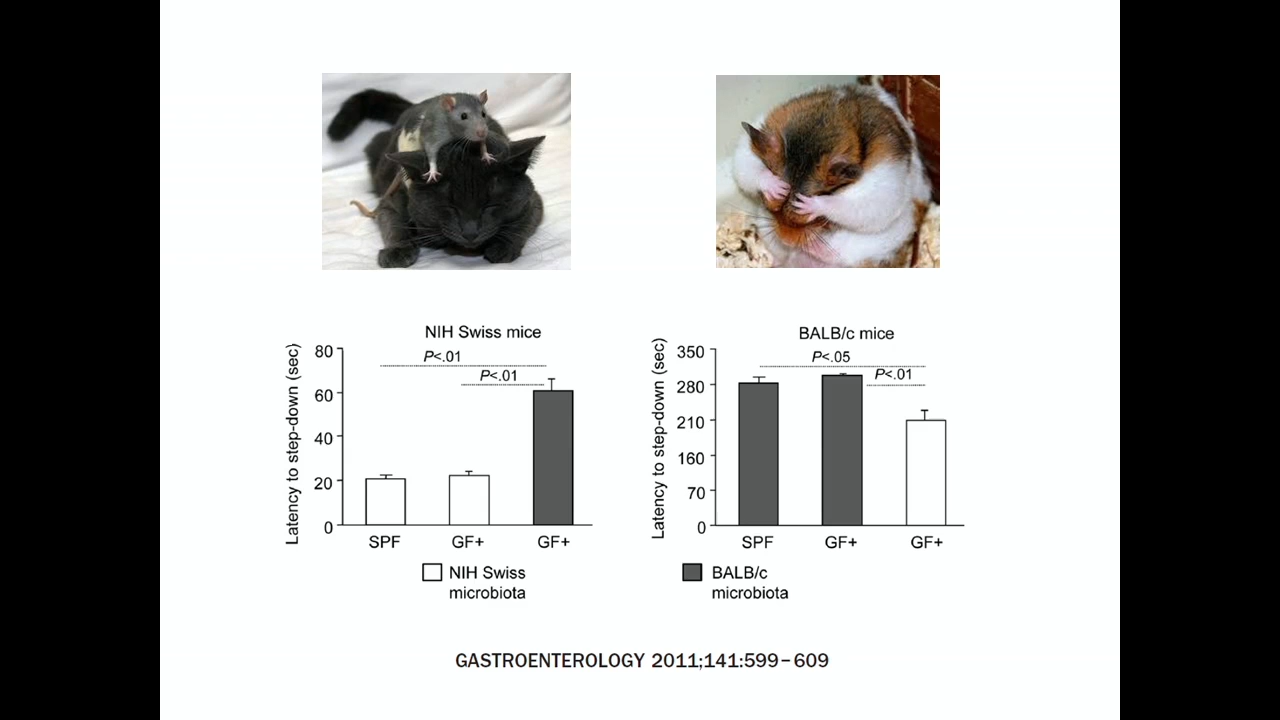 NIH Swiss mice
Latency to step-down (sec)
80
60
40
20
0
P<.01
P<.01
SPF
GF+
GF+
NIH Swiss
microbiota
BALB/c mice
Latency to step-down (sec)
350
280
210
160
70
0
P<.05
P<.01
SPF
GF+
GF+
BALB/c
microbiota
GASTROENTEROLOGY 2011;141:599–609